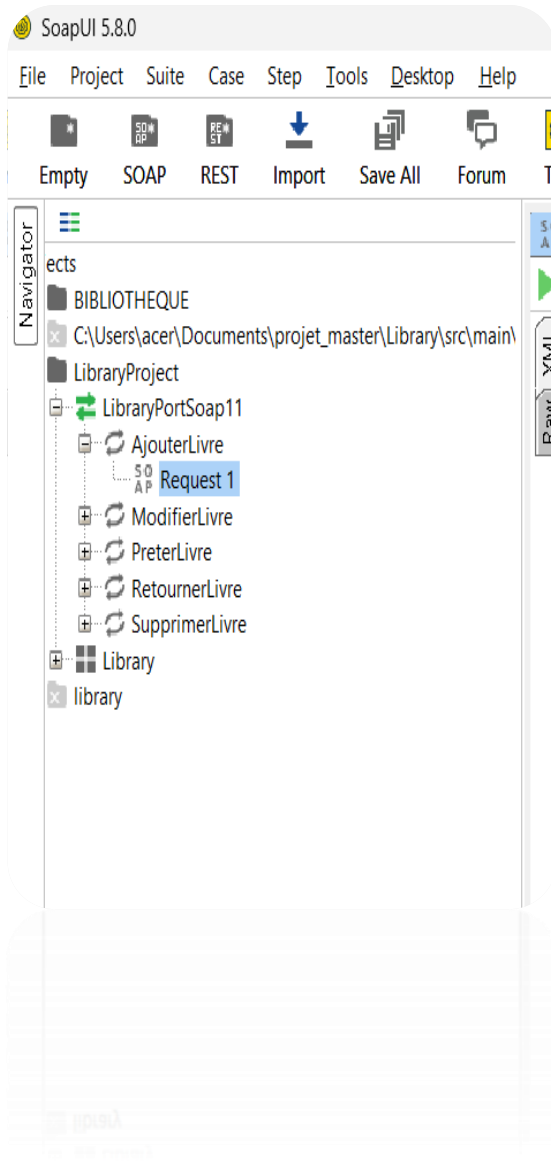 SoapUI 5.8.0
File Project Suite Case Step Tools Desktop Help
Empty SOAP REST Import Save All Forum
Navigator
ects
BIBLIOTHEQUE
C:\Users\acer\Documents\projet_master\Library\src\main\
LibraryProject
LibraryPortSoap11
AjouterLivre
SOAP Request 1
ModifierLivre
PreterLivre
RetournerLivre
SupprimerLivre
Library
library
XML
Raw